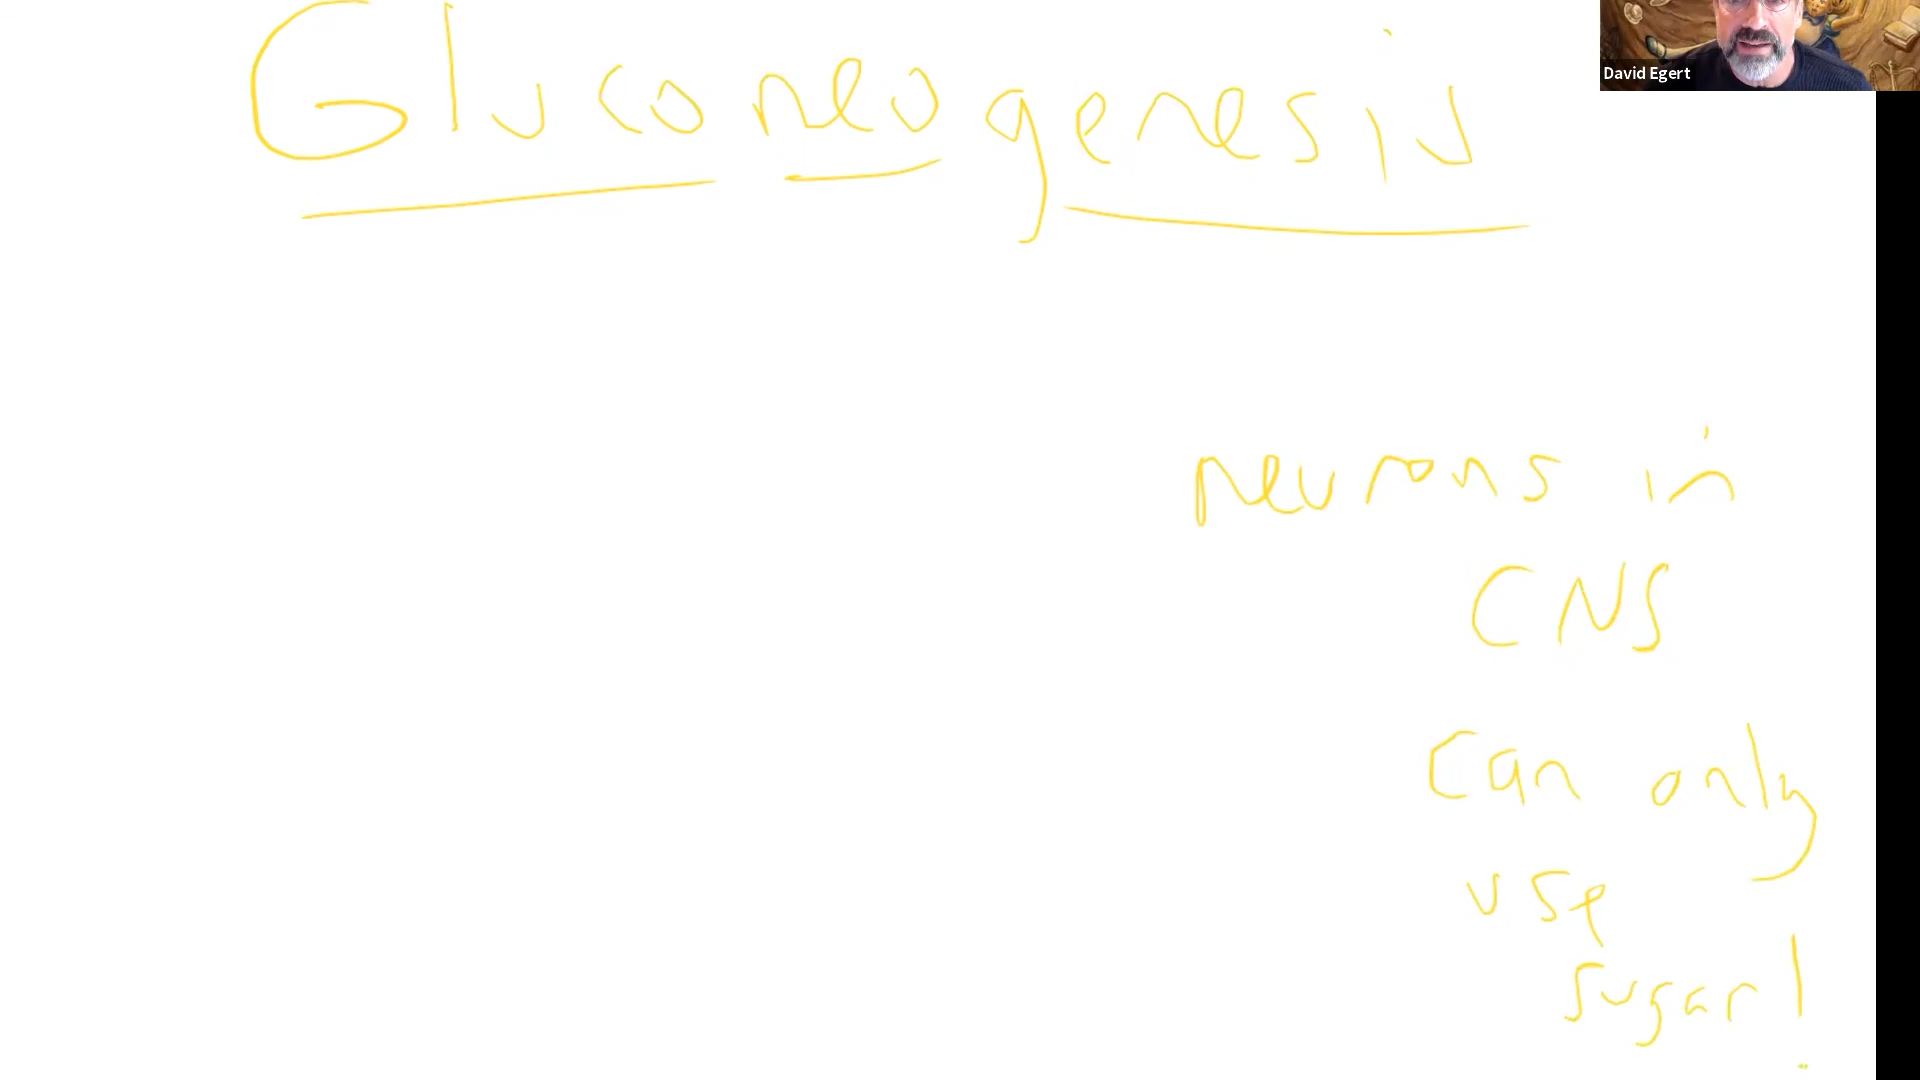 Gluconeogenesis
David Egert
neurons in
CNS
can only
use
sugar!